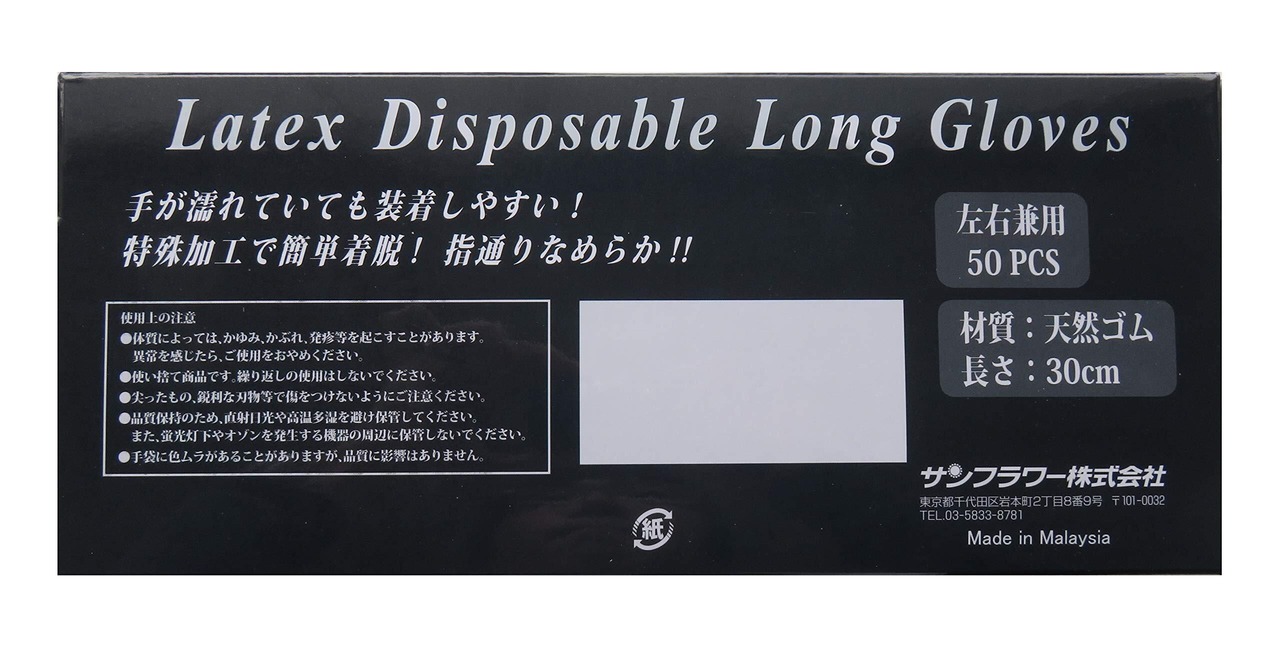 Latex Disposable Long Gloves
手が濡れていても装着しやすい！
特殊加工で簡単着脱！ 指通りなめらか!!
左右兼用
50 PCS
使用上の注意
●体質によっては、かゆみ、かぶれ、発疹等を起こすことがあります。
異常を感じたら、ご使用をおやめください。
●使い捨て商品です。繰り返しの使用はしないでください。
●尖ったもの、鋭利な刃物等で傷をつけないようにご注意ください。
●品質保持のため、直射日光や高温多湿を避け保管してください。
また、蛍光灯下やオゾンを発生する機器の周辺に保管しないでください。
●手袋に色ムラがあることがありますが、品質に影響はありません。
材質：天然ゴム
長さ：30cm
サンフラワー株式会社
東京都千代田区岩本町2丁目8番9号 〒101-0032
TEL.03-5833-8781
Made in Malaysia
紙